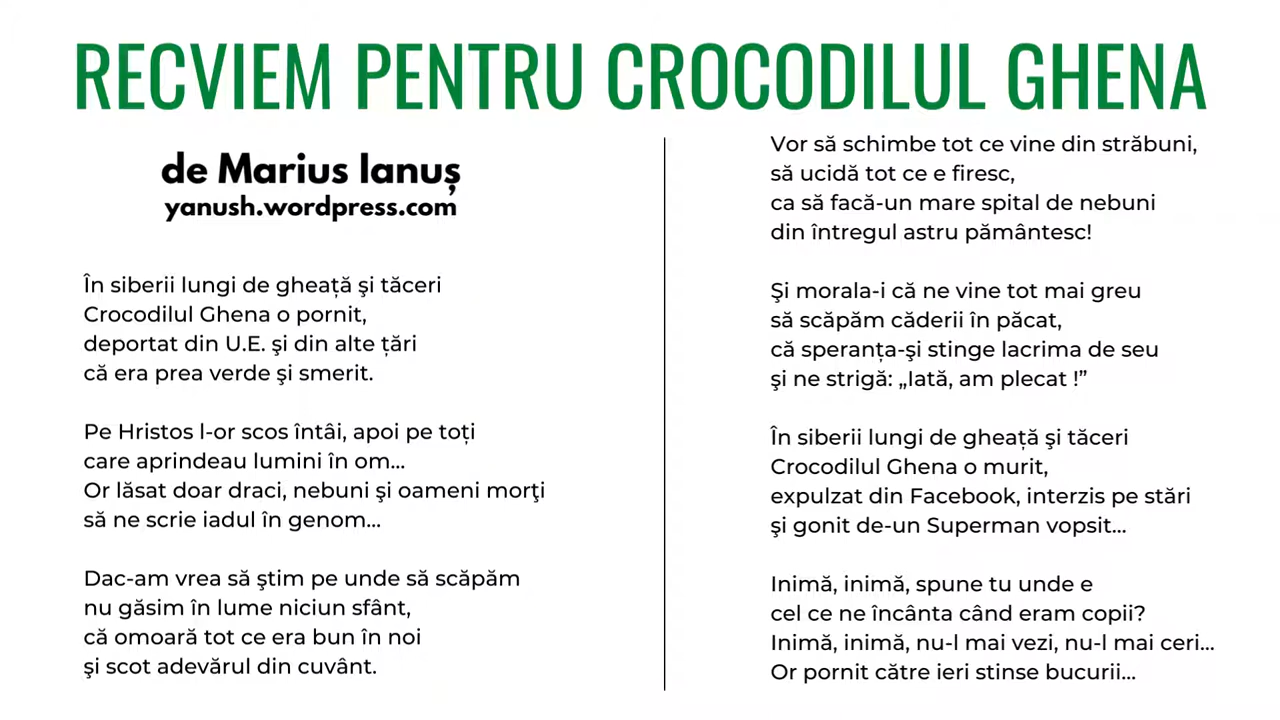 RECVIEM PENTRU CROCODILUL GHENA
de Marius Ianuș
yanush.wordpress.com
În siberii lungi de gheață şi tăceri
Crocodilul Ghena o pornit,
deportat din U.E. şi din alte țări
că era prea verde şi smerit.
Pe Hristos l-or scos întâi, apoi pe toți
care aprindeau lumini în om...
Or lăsat doar draci, nebuni şi oameni morţi
să ne scrie iadul în genom...
Dac-am vrea să ştim pe unde să scăpăm
nu găsim în lume niciun sfânt,
că omoară tot ce era bun în noi
şi scot adevărul din cuvânt.
Vor să schimbe tot ce vine din străbuni,
să ucidă tot ce e firesc,
ca să facă-un mare spital de nebuni
din întregul astru pământesc!
Şi morala-i că ne vine tot mai greu
să scăpăm căderii în păcat,
că speranța-şi stinge lacrima de seu
şi ne strigă: „Iată, am plecat !”
În siberii lungi de gheață şi tăceri
Crocodilul Ghena o murit,
expulzat din Facebook, interzis pe stări
şi gonit de-un Superman vopsit...
Inimă, inimă, spune tu unde e
cel ce ne încânta când eram copii?
Inimă, inimă, nu-l mai vezi, nu-l mai ceri...
Or pornit către ieri stinse bucurii...